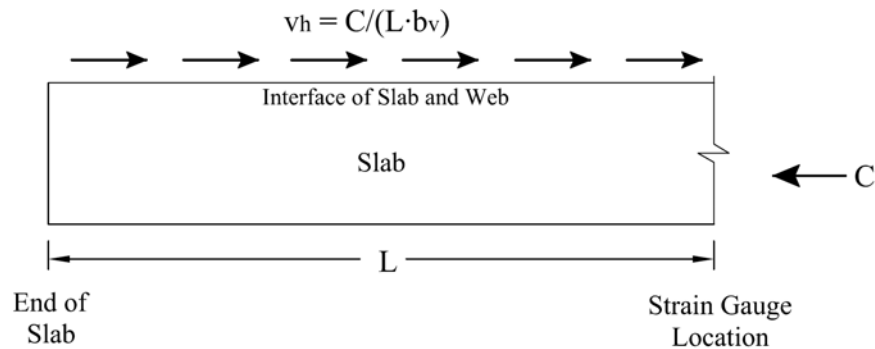 vh = C/(L·bv)
Interface of Slab and Web
Slab
C
L
End of
Slab
Strain Gauge
Location